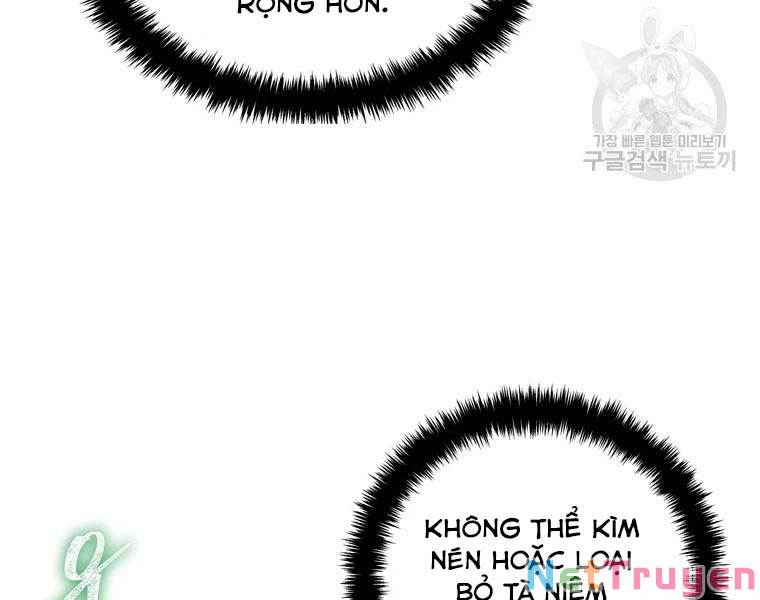 RỘNG HƠN.
가장 빠른 웹툰 미리보기
구글검색 뉴토끼
KHÔNG THỂ KÌM
NÉN HOẶC LOẠI
BỎ TÀ NIỆM
NetTruyen